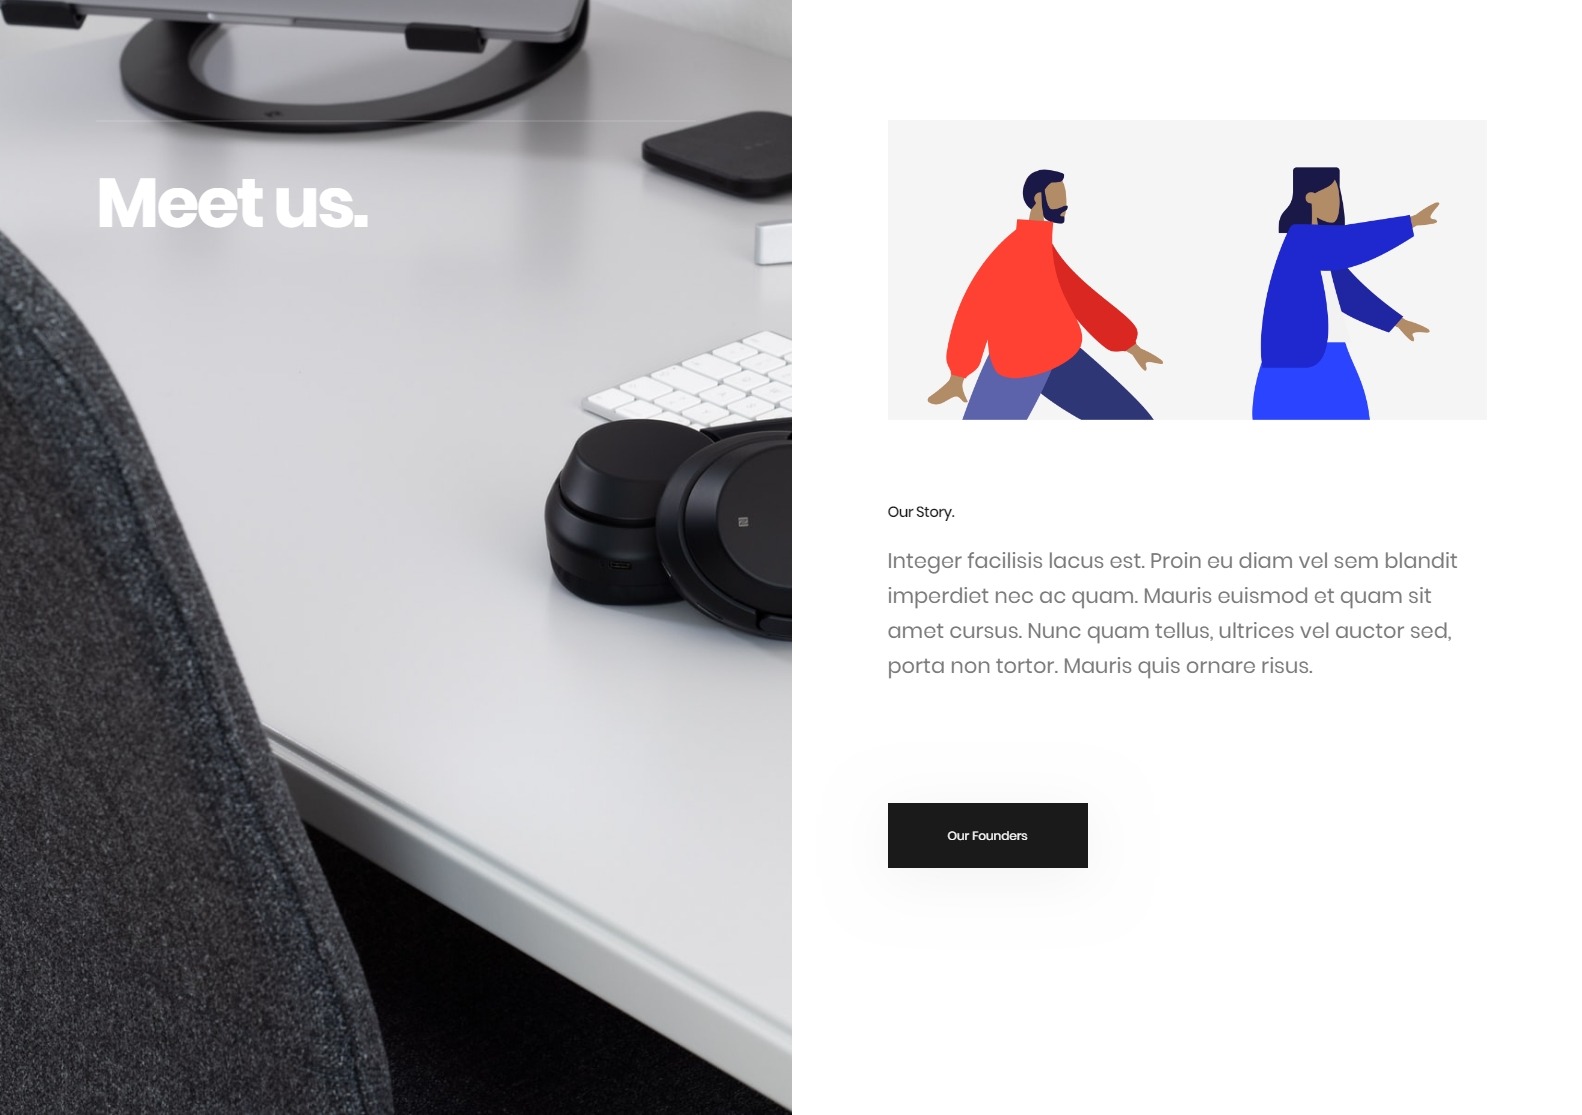 Meet us.
Our Story.
Integer facilisis lacus est. Proin eu diam vel sem blandit
imperdiet nec ac quam. Mauris euismod et quam sit
amet cursus. Nunc quam tellus, ultrices vel auctor sed,
porta non tortor. Mauris quis ornare risus.
Our Founders